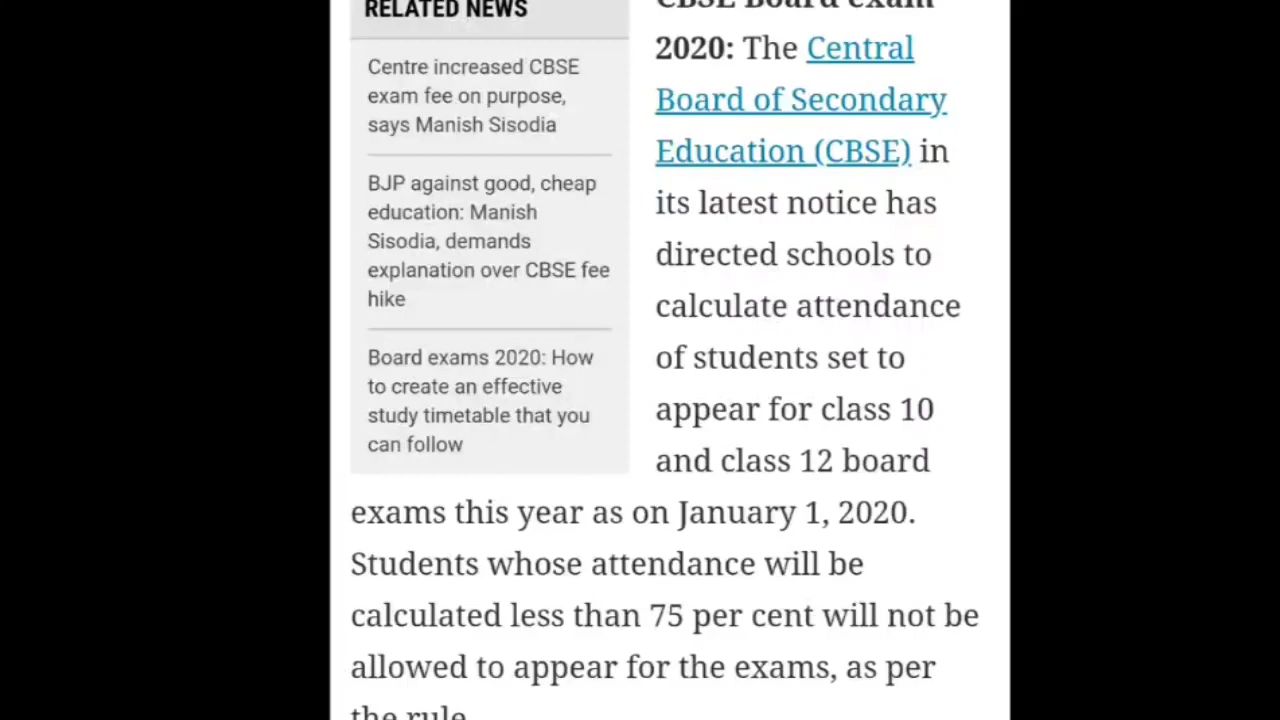 RELATED NEWS
Centre increased CBSE
exam fee on purpose,
says Manish Sisodia
BJP against good, cheap
education: Manish
Sisodia, demands
explanation over CBSE fee
hike
Board exams 2020: How
to create an effective
study timetable that you
can follow
CBSE Board exam
2020: The Central
Board of Secondary
Education (CBSE) in
its latest notice has
directed schools to
calculate attendance
of students set to
appear for class 10
and class 12 board
exams this year as on January 1, 2020.
Students whose attendance will be
calculated less than 75 per cent will not be
allowed to appear for the exams, as per
the rule